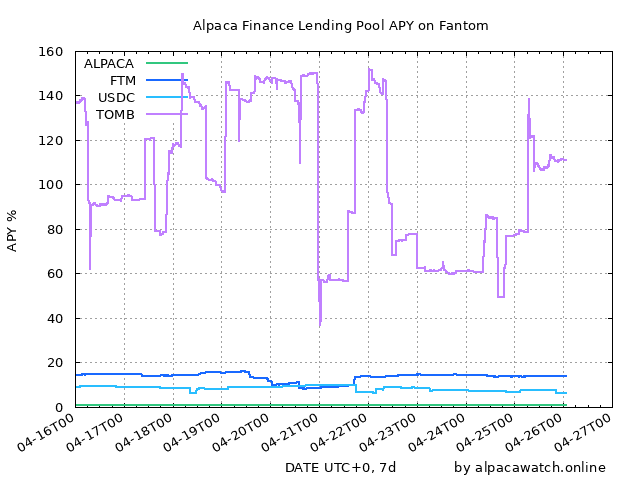 Alpaca Finance Lending Pool APY on Fantom
APY %
160
140
120
100
80
60
40
20
0
ALPACA
FTM
USDC
TOMB
04-16T00
04-17T00
04-18T00
04-19T00
04-20T00
04-21T00
04-22T00
04-23T00
04-24T00
04-25T00
04-26T00
04-27T00
DATE UTC+0, 7d
by alpacawatch.online